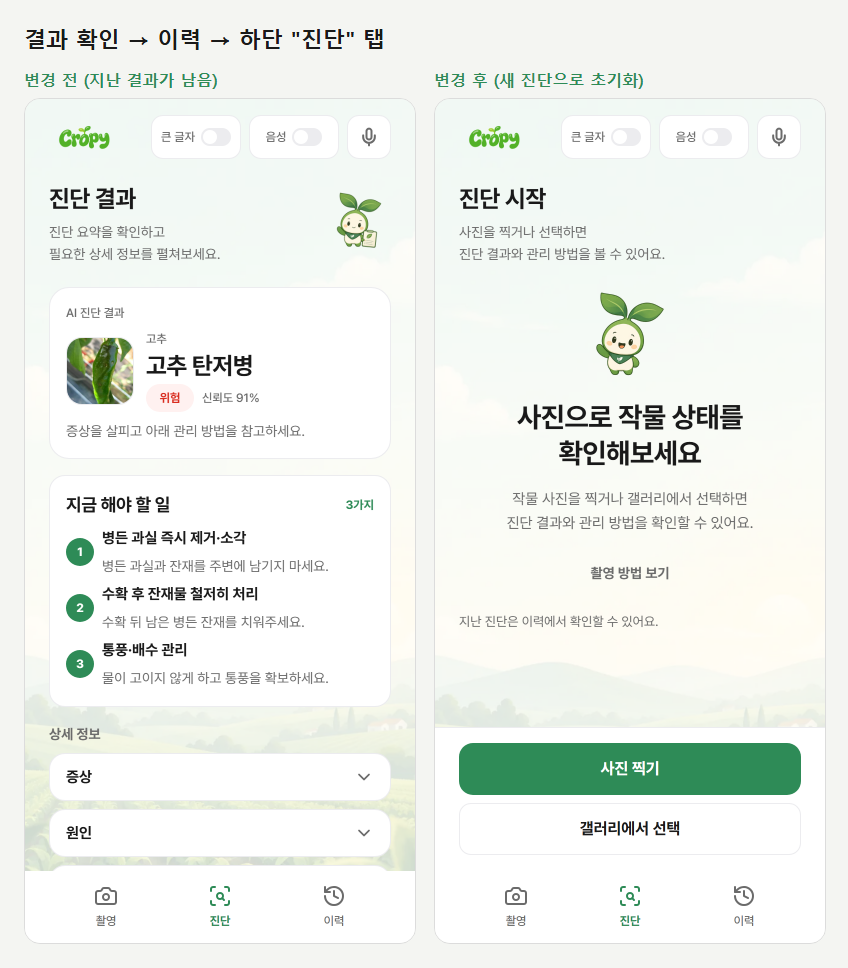 결과 확인 → 이력 → 하단 "진단" 탭
변경 전 (지난 결과가 남음)
Cropy
큰 글자
음성
진단 결과
진단 요약을 확인하고
필요한 상세 정보를 펼쳐보세요.
AI 진단 결과
고추
고추 탄저병
위험
신뢰도 91%
증상을 살피고 아래 관리 방법을 참고하세요.
지금 해야 할 일
3가지
1
병든 과실 즉시 제거·소각
병든 과실과 잔재를 주변에 남기지 마세요.
2
수확 후 잔재물 철저히 처리
수확 뒤 남은 병든 잔재를 치워주세요.
3
통풍·배수 관리
물이 고이지 않게 하고 통풍을 확보하세요.
상세 정보
증상
원인
촬영
진단
이력
변경 후 (새 진단으로 초기화)
Cropy
큰 글자
음성
진단 시작
사진을 찍거나 선택하면
진단 결과와 관리 방법을 볼 수 있어요.
사진으로 작물 상태를
확인해보세요
작물 사진을 찍거나 갤러리에서 선택하면
진단 결과와 관리 방법을 확인할 수 있어요.
촬영 방법 보기
지난 진단은 이력에서 확인할 수 있어요.
사진 찍기
갤러리에서 선택
촬영
진단
이력